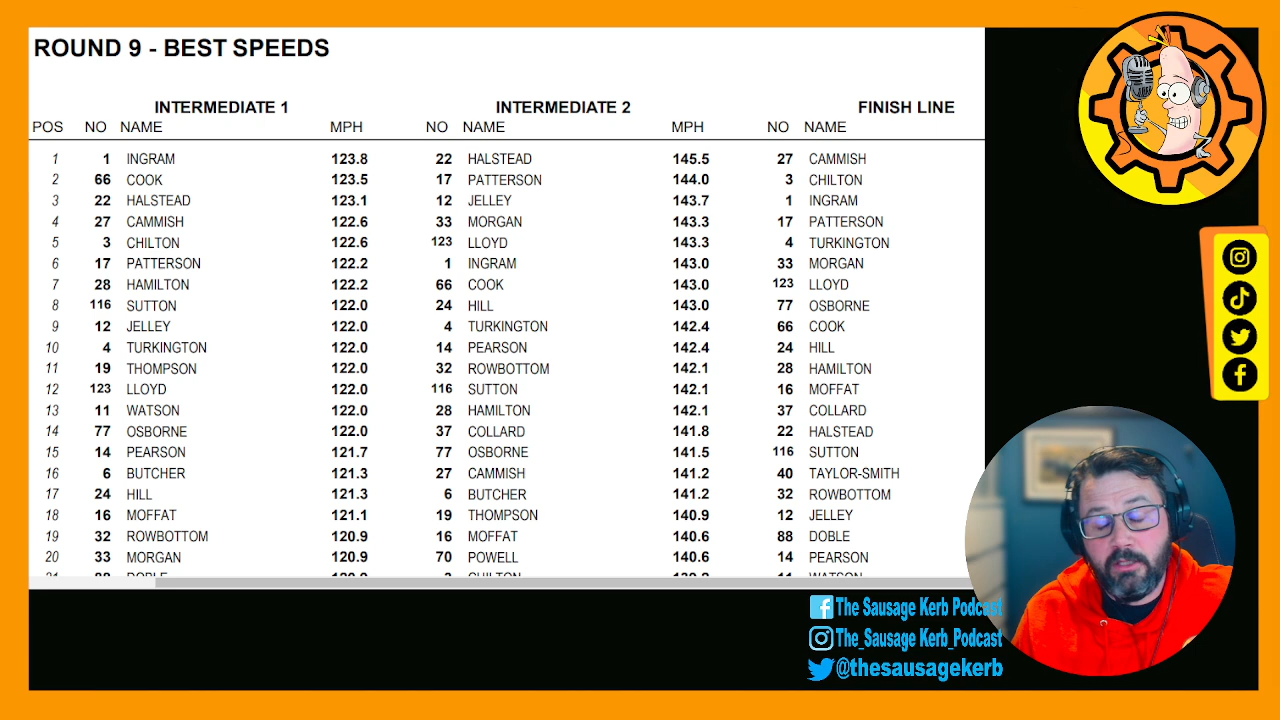 ROUND 9 - BEST SPEEDS
INTERMEDIATE 1 INTERMEDIATE 2 FINISH LINE
POS NO NAME MPH NO NAME MPH NO NAME
1 1 INGRAM 123.8 22 HALSTEAD 145.5 27 CAMMISH
2 66 COOK 123.5 17 PATTERSON 144.0 3 CHILTON
3 22 HALSTEAD 123.1 12 JELLEY 143.7 1 INGRAM
4 27 CAMMISH 122.6 33 MORGAN 143.3 17 PATTERSON
5 3 CHILTON 122.6 123 LLOYD 143.3 4 TURKINGTON
6 17 PATTERSON 122.2 1 INGRAM 143.0 33 MORGAN
7 28 HAMILTON 122.2 66 COOK 143.0 123 LLOYD
8 116 SUTTON 122.0 24 HILL 143.0 77 OSBORNE
9 12 JELLEY 122.0 4 TURKINGTON 142.4 66 COOK
10 4 TURKINGTON 122.0 14 PEARSON 142.4 24 HILL
11 19 THOMPSON 122.0 32 ROWBOTTOM 142.1 28 HAMILTON
12 123 LLOYD 122.0 116 SUTTON 142.1 16 MOFFAT
13 11 WATSON 122.0 28 HAMILTON 142.1 37 COLLARD
14 77 OSBORNE 122.0 37 COLLARD 141.8 22 HALSTEAD
15 14 PEARSON 121.7 77 OSBORNE 141.5 116 SUTTON
16 6 BUTCHER 121.3 27 CAMMISH 141.2 40 TAYLOR-SMITH
17 24 HILL 121.3 6 BUTCHER 141.2 32 ROWBOTTOM
18 16 MOFFAT 121.1 19 THOMPSON 140.9 12 JELLEY
19 32 ROWBOTTOM 120.9 16 MOFFAT 140.6 88 DOBLE
20 33 MORGAN 120.9 70 POWELL 140.6 14 PEARSON
The Sausage Kerb Podcast
The_Sausage Kerb_Podcast
@thesausagekerb